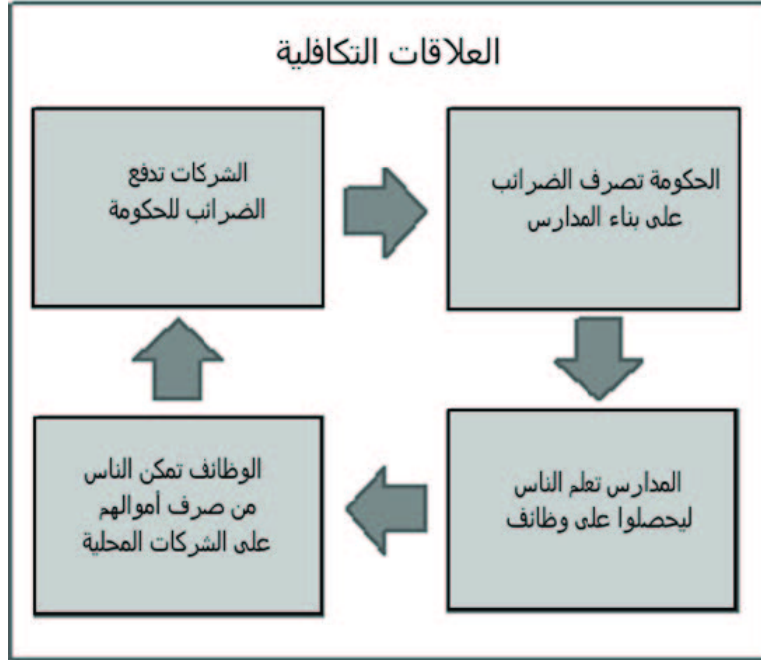 العلاقات التكافلية
الشركات تدفع
الضرائب للحكومة
الحكومة تصرف الضرائب
على بناء المدارس
المدارس تعلم الناس
ليحصلوا على وظائف
الوظائف تمكن الناس
من صرف أموالهم
على الشركات المحلية